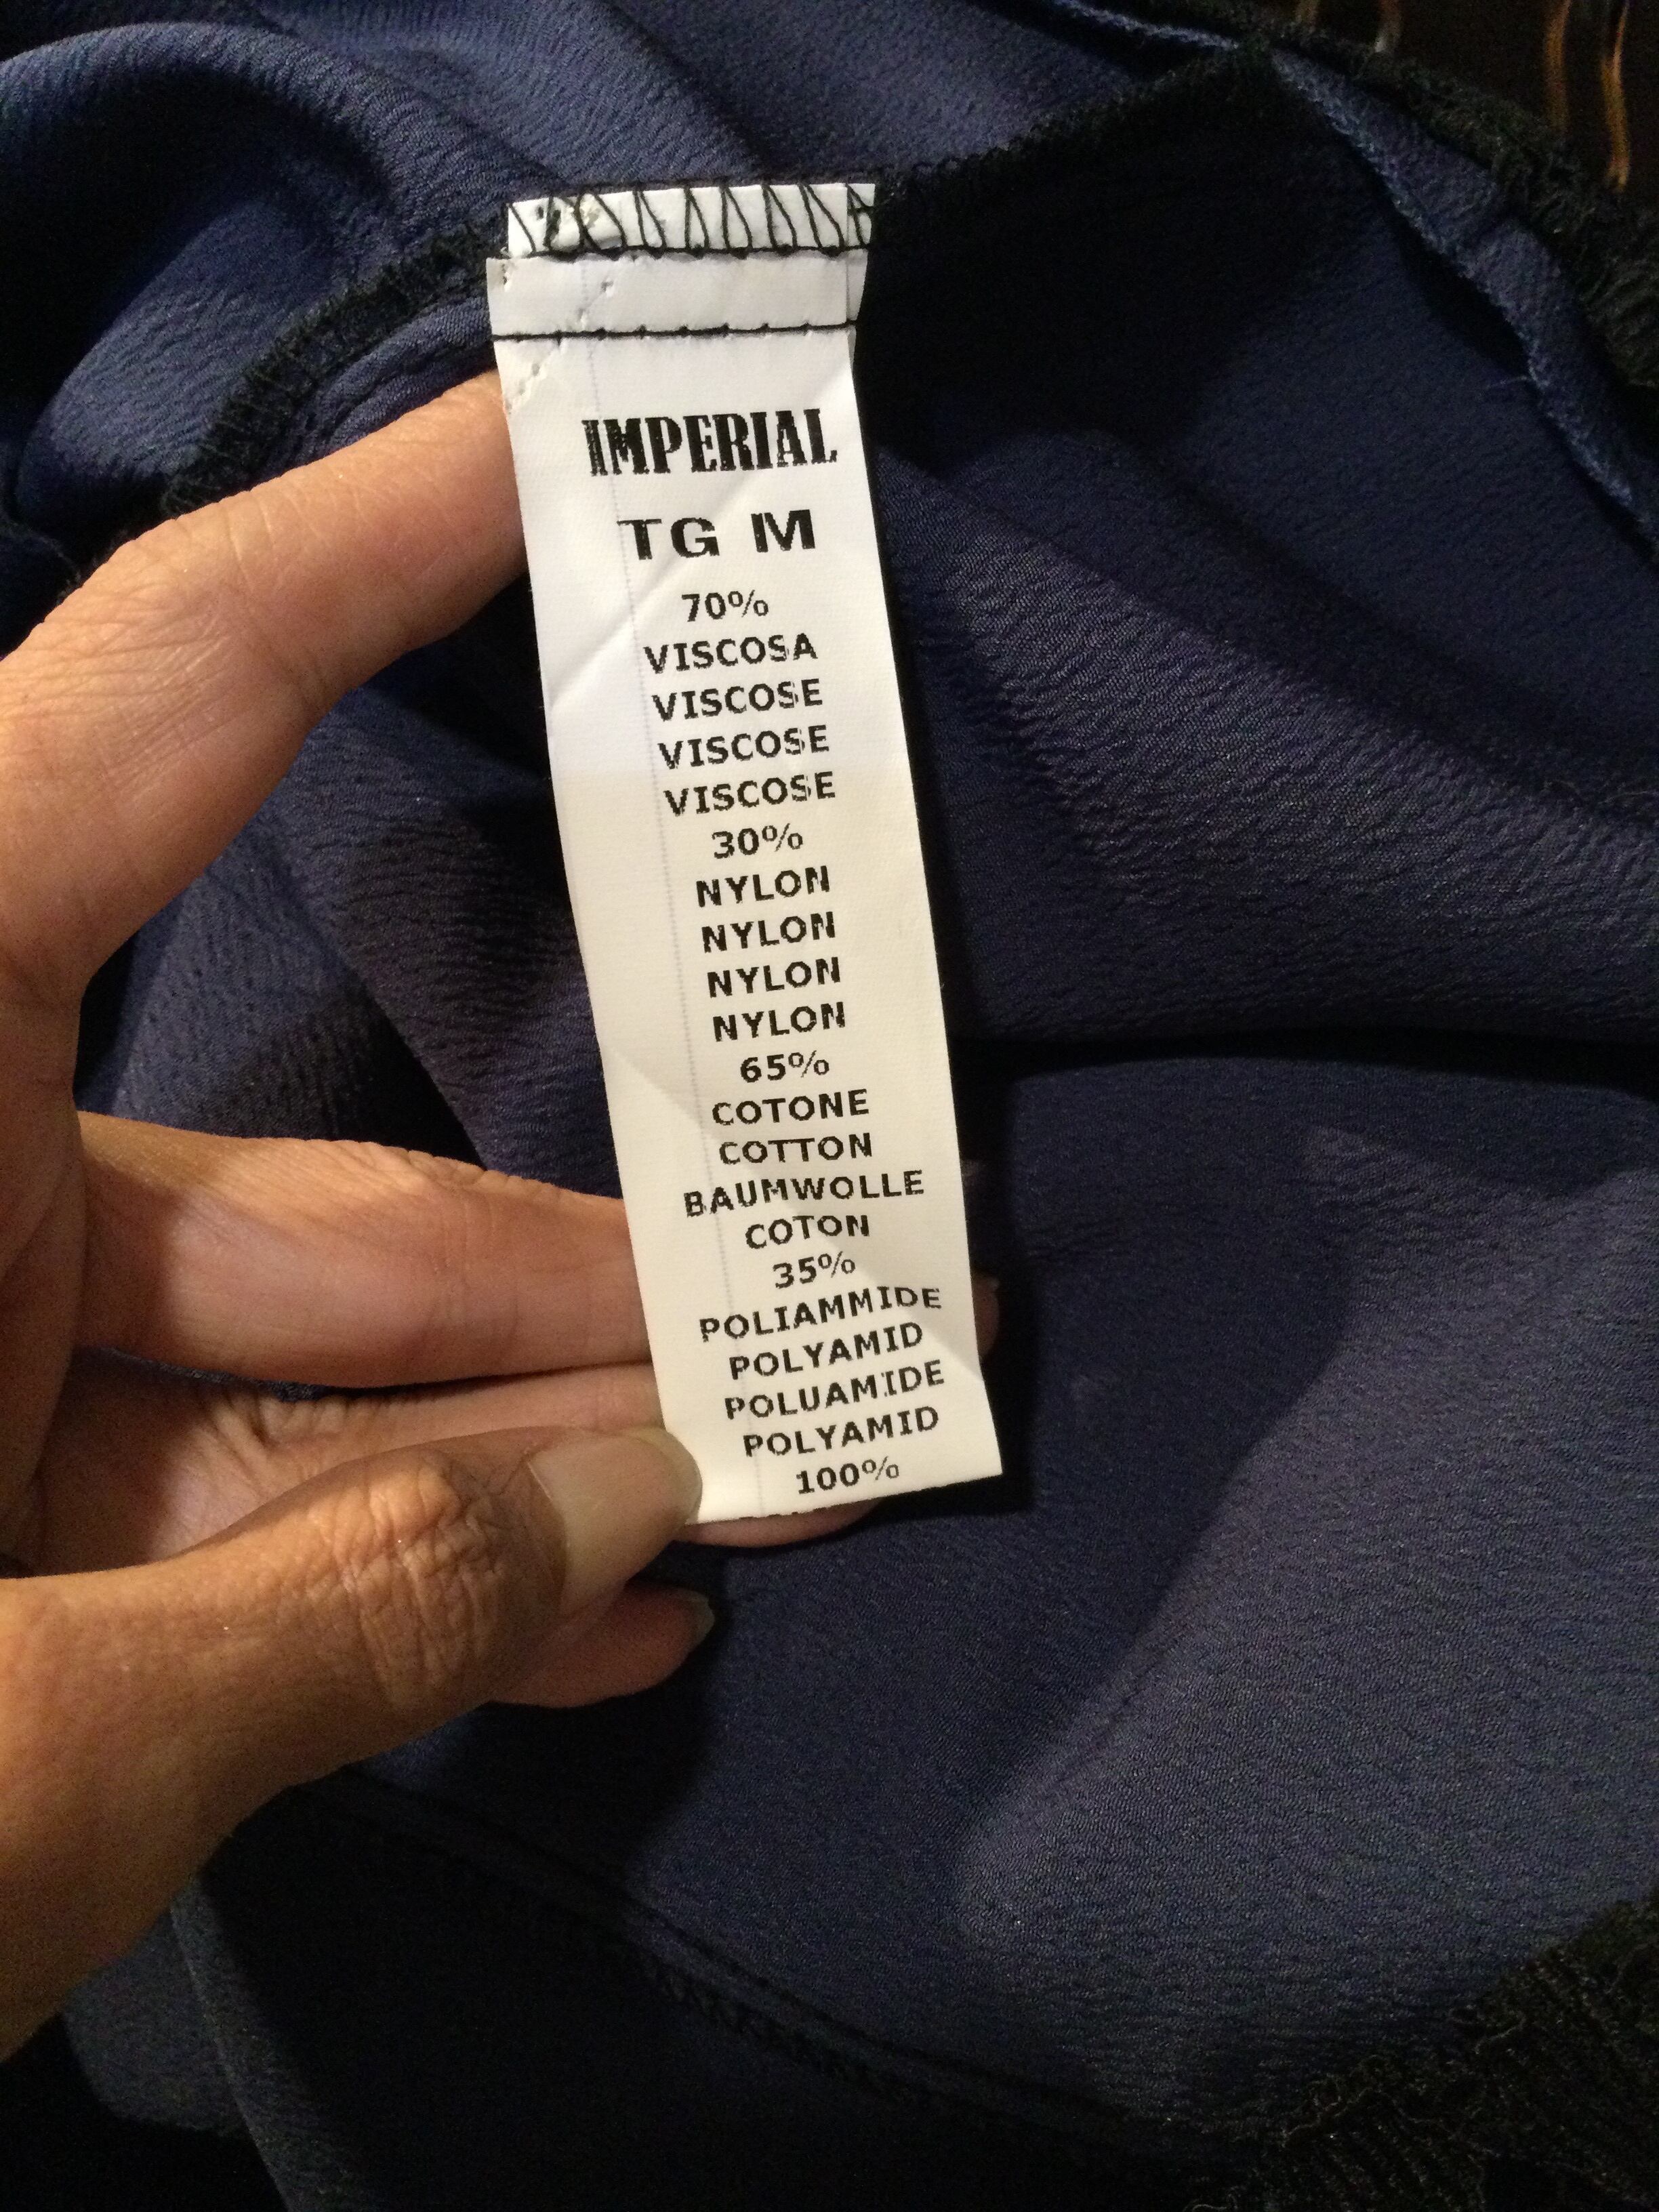 IMPERIAL
TG M
70%
VISCOSA
VISCOSE
VISCOSE
VISCOSE
30%
NYLON
NYLON
NYLON
NYLON
65%
COTONE
COTTON
BAUMWOLLE
COTON
35%
POLIAMMIDE
POLYAMID
POLUAMIDE
POLYAMID
100%